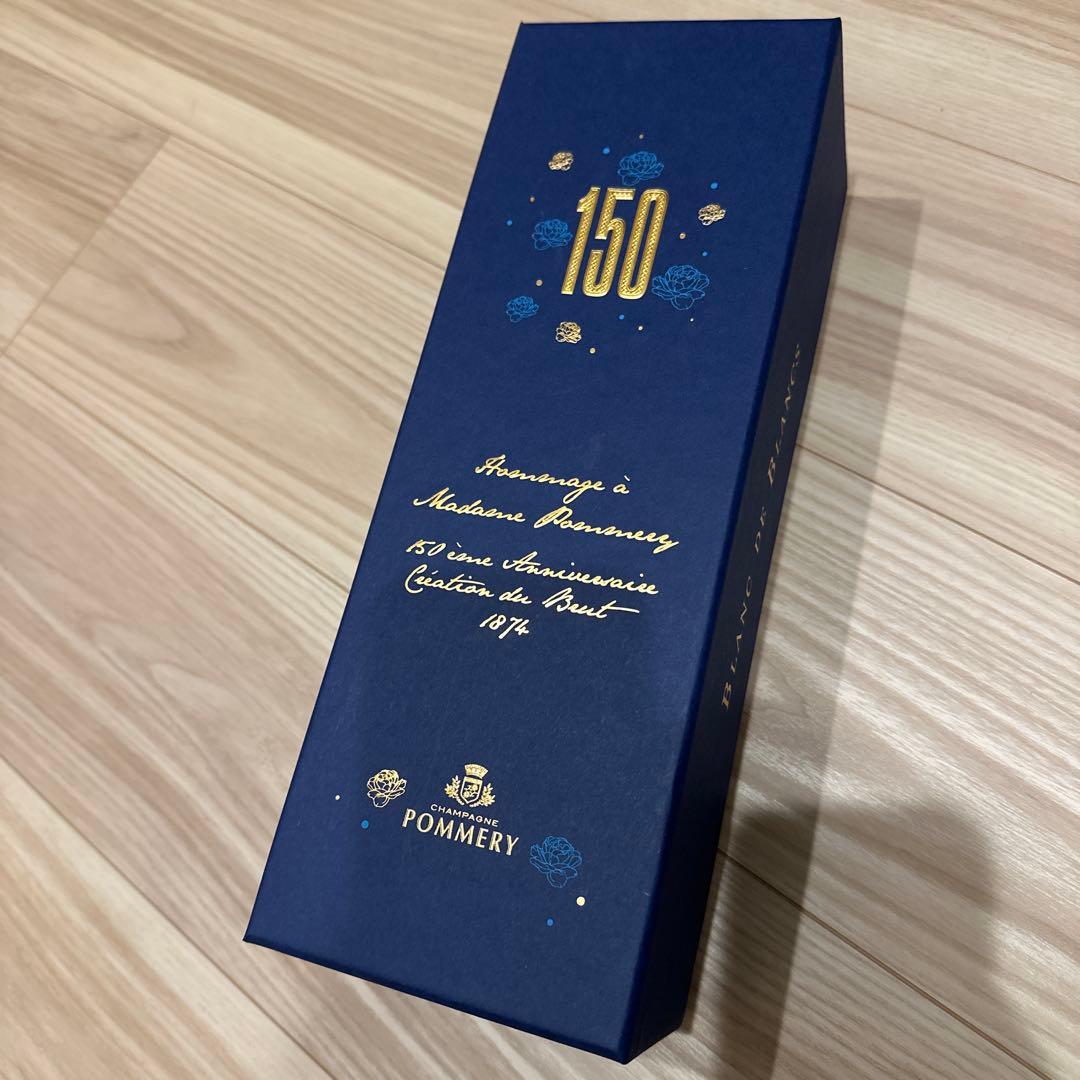 150
Hommage à
Madame Pommery
150 ème Anniversaire
Création du Brut
1874
CHAMPAGNE
POMMERY
BLANC DE BLANCS